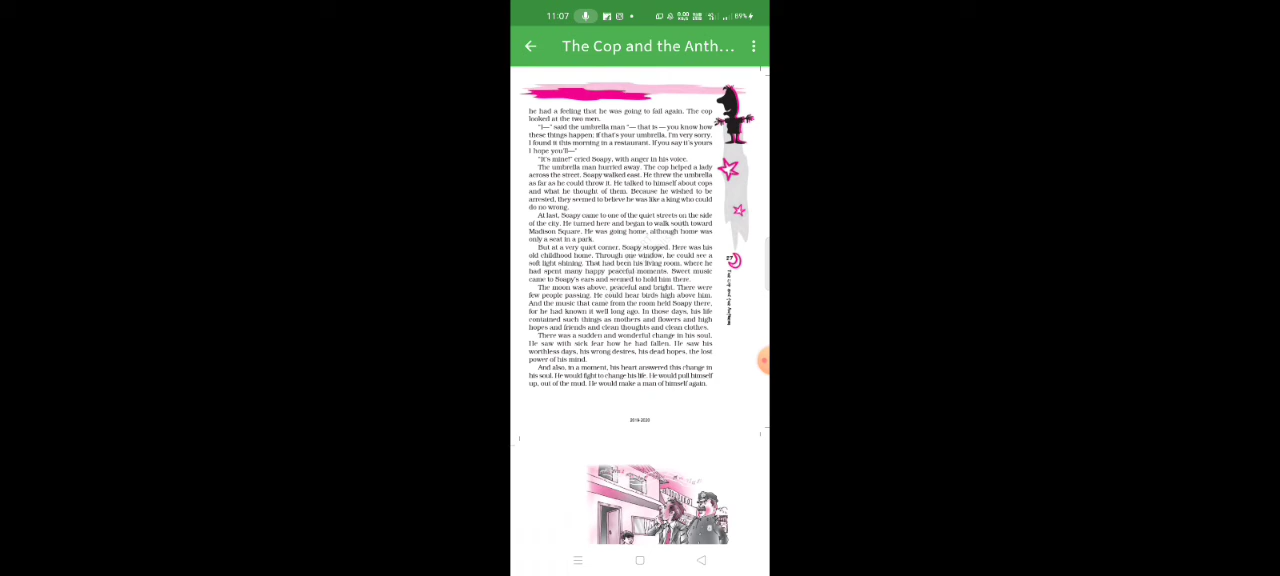 11:07
0.00
89%
The Cop and the Anth...
he had a feeling that he was going to fail again. The cop
looked at the two men.
"I—" said the umbrella man "— that is — you know how
these things happen; if that's your umbrella, I'm very sorry.
I found it this morning in a restaurant. If you say it's yours
I hope you'll—"
"It's mine!" cried Soapy, with anger in his voice.
The umbrella man hurried away. The cop helped a lady
across the street. Soapy walked east. He threw the umbrella
as far as he could throw it. He talked to himself about cops
and what he thought of them. Because he wished to be
arrested, they seemed to believe he was like a king who could
do no wrong.
At last, Soapy came to one of the quiet streets on the side
of the city. He turned here and began to walk south toward
Madison Square. He was going home, although home was
only a seat in a park.
But at a very quiet corner, Soapy stopped. Here was his
old childhood home. Through one window, he could see a
soft light shining. That had been his living room, where he
had spent many happy peaceful moments. Sweet music
came to Soapy's ears and seemed to hold him there.
The moon was above, peaceful and bright. There were
few people passing. He could hear birds high above him.
And the music that came from the room held Soapy there,
for he had known it well long ago. In those days, his life
contained such things as mothers and flowers and high
hopes and friends and clean thoughts and clean clothes.
There was a sudden and wonderful change in his soul.
He saw with sick fear how he had fallen. He saw his
worthless days, his wrong desires, his dead hopes, the lost
power of his mind.
And also, in a moment, his heart answered this change in
his soul. He would fight to change his life. He would pull himself
up, out of the mud. He would make a man of himself again.
27
The Cop and the Anthem
2019-2020